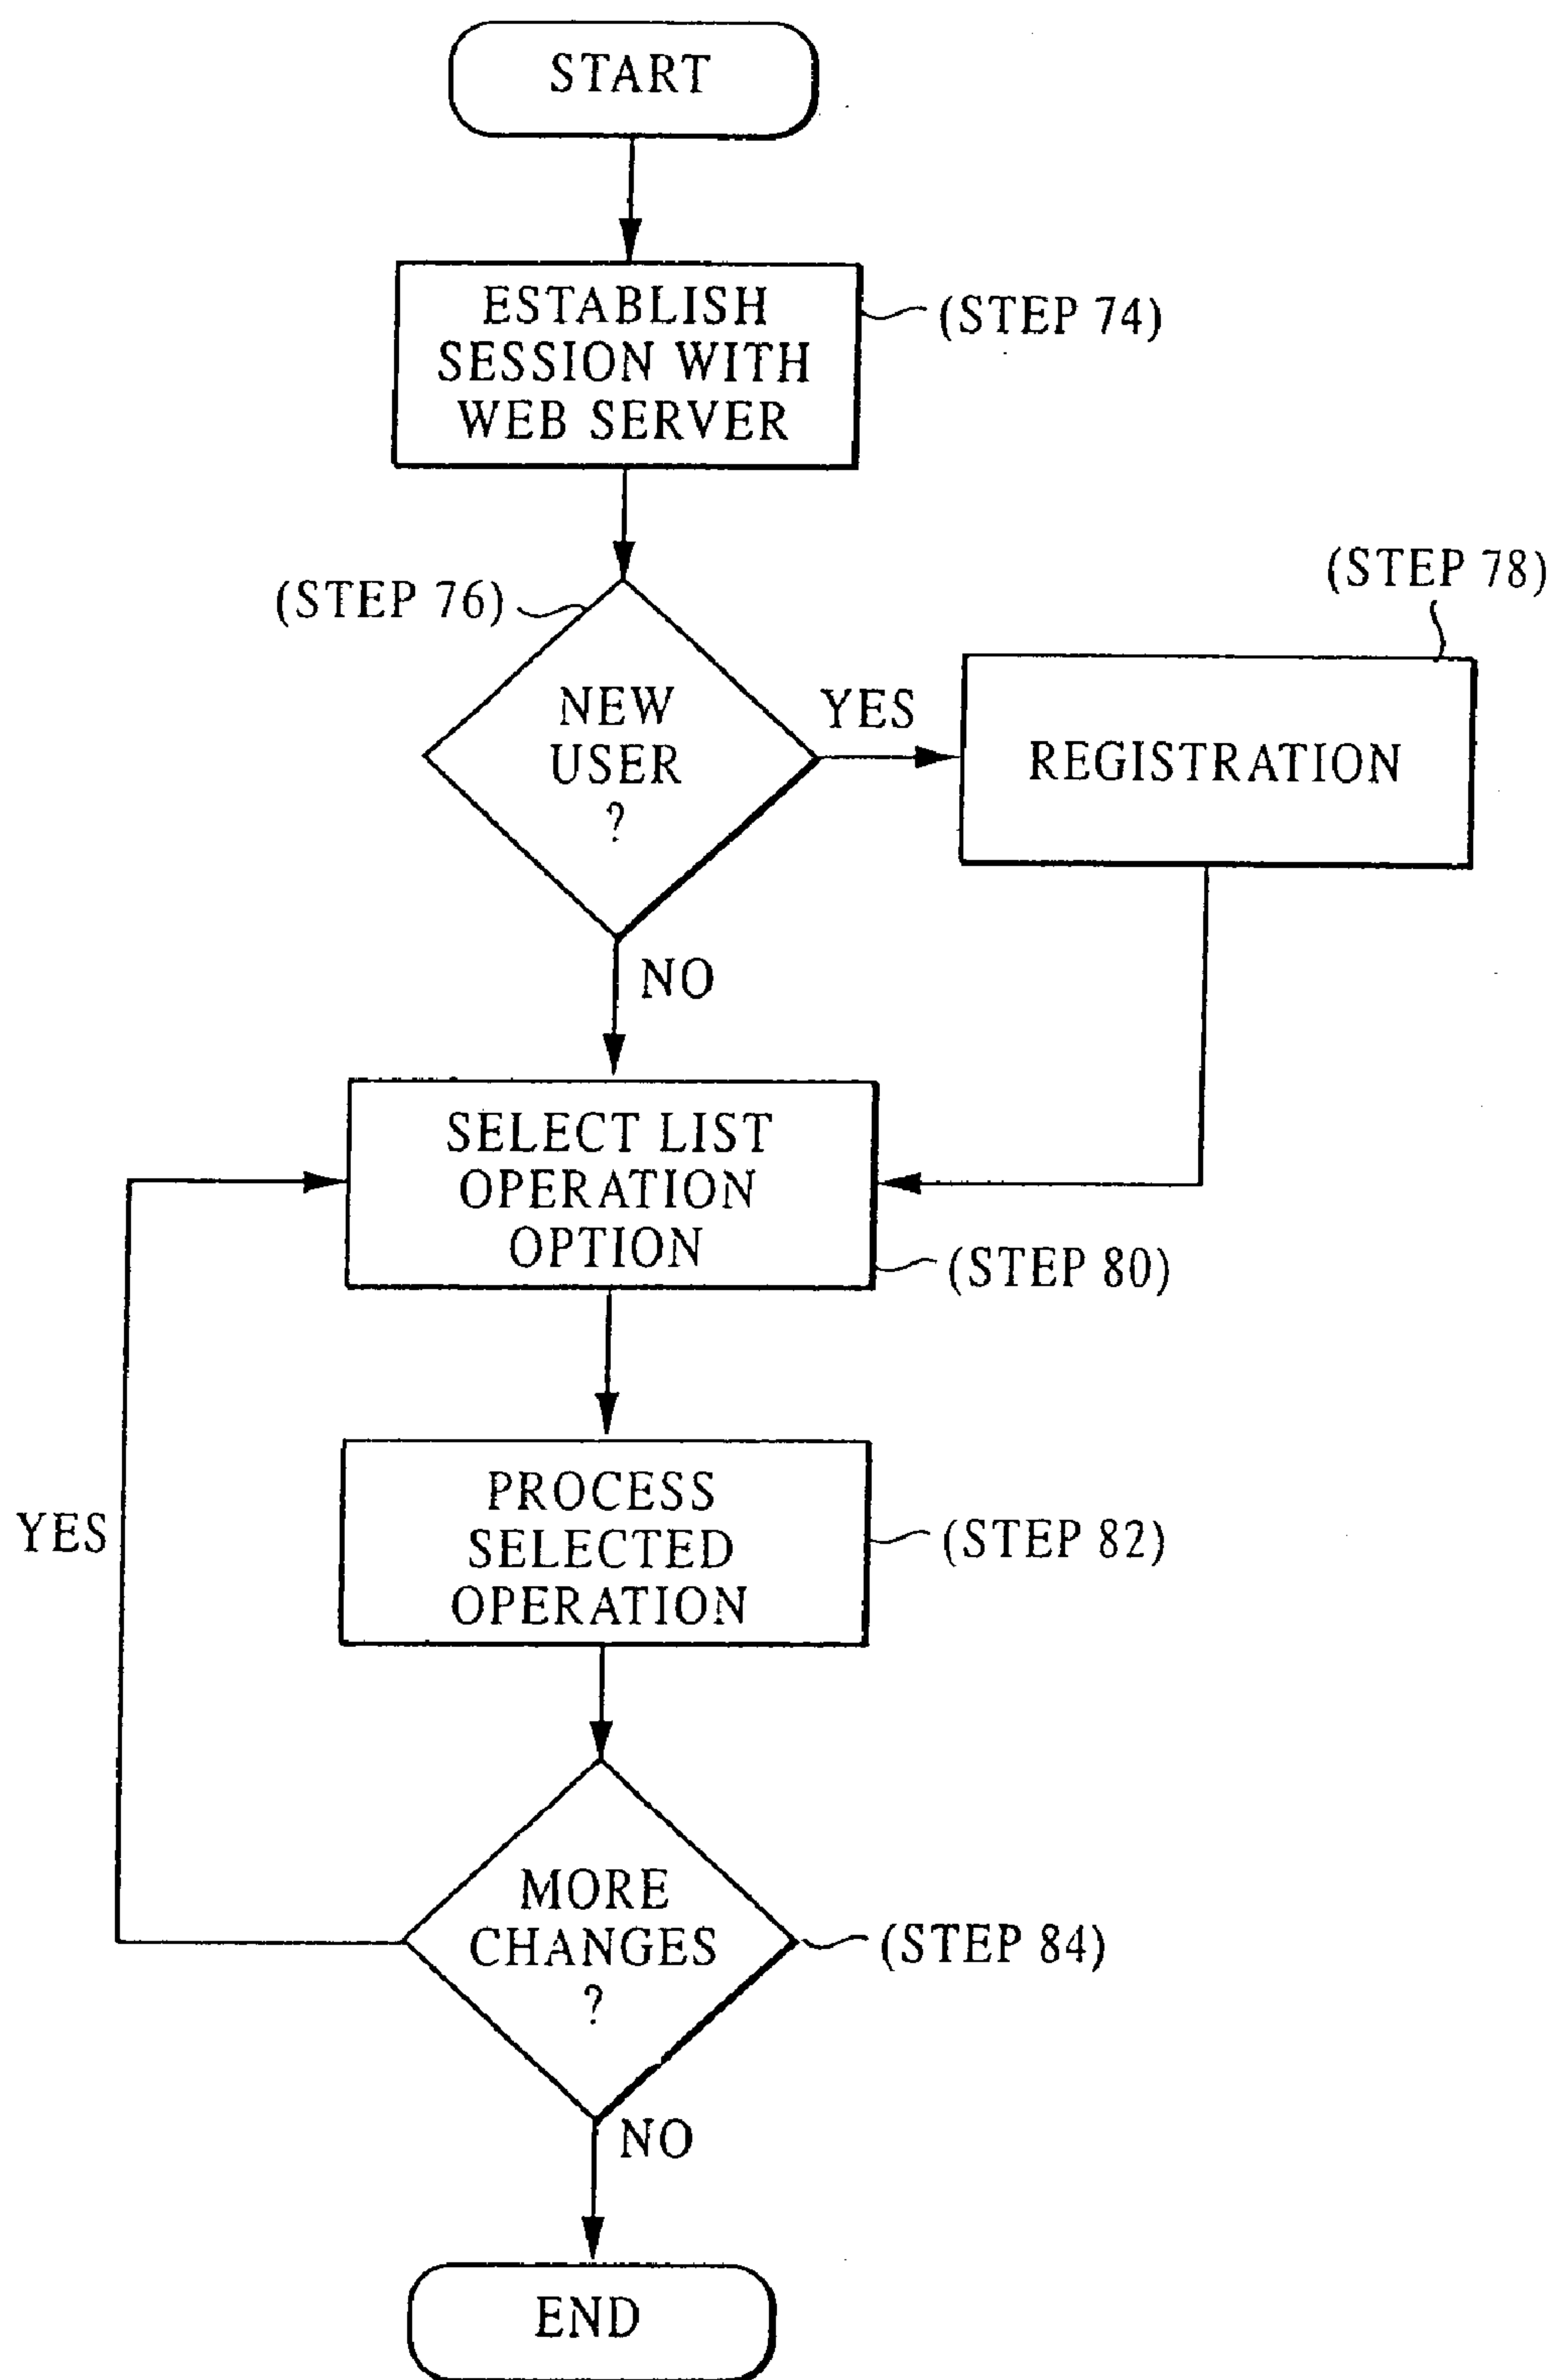 START
ESTABLISH
SESSION WITH
WEB SERVER
(STEP 74)
(STEP 76)
NEW
USER
?
YES
(STEP 78)
REGISTRATION
NO
SELECT LIST
OPERATION
OPTION
(STEP 80)
PROCESS
SELECTED
OPERATION
(STEP 82)
YES
MORE
CHANGES
?
(STEP 84)
NO
END